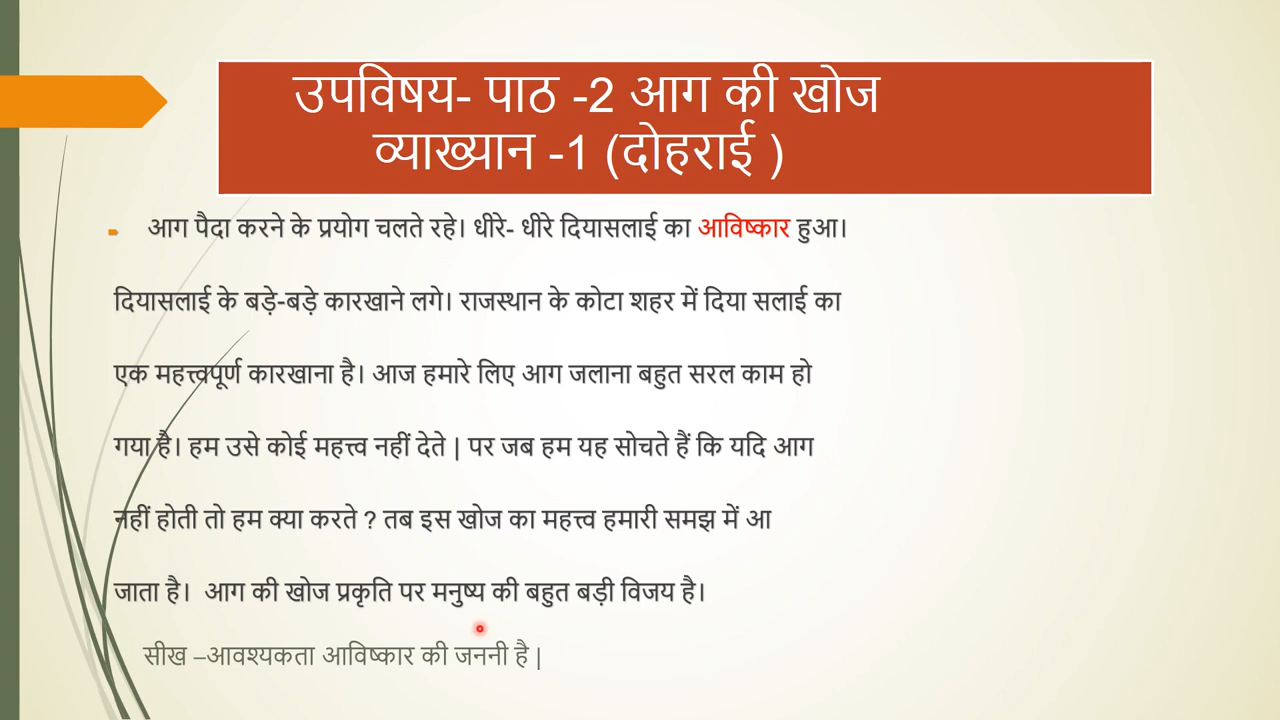 उपविषय- पाठ -2 आग की खोज
व्याख्यान -1 (दोहराई )
आग पैदा करने के प्रयोग चलते रहे। धीरे- धीरे दियासलाई का आविष्कार हुआ।
दियासलाई के बड़े-बड़े कारखाने लगे। राजस्थान के कोटा शहर में दिया सलाई का
एक महत्त्वपूर्ण कारखाना है। आज हमारे लिए आग जलाना बहुत सरल काम हो
गया है। हम उसे कोई महत्त्व नहीं देते | पर जब हम यह सोचते हैं कि यदि आग
नहीं होती तो हम क्या करते ? तब इस खोज का महत्त्व हमारी समझ में आ
जाता है। आग की खोज प्रकृति पर मनुष्य की बहुत बड़ी विजय है।
सीख –आवश्यकता आविष्कार की जननी है |